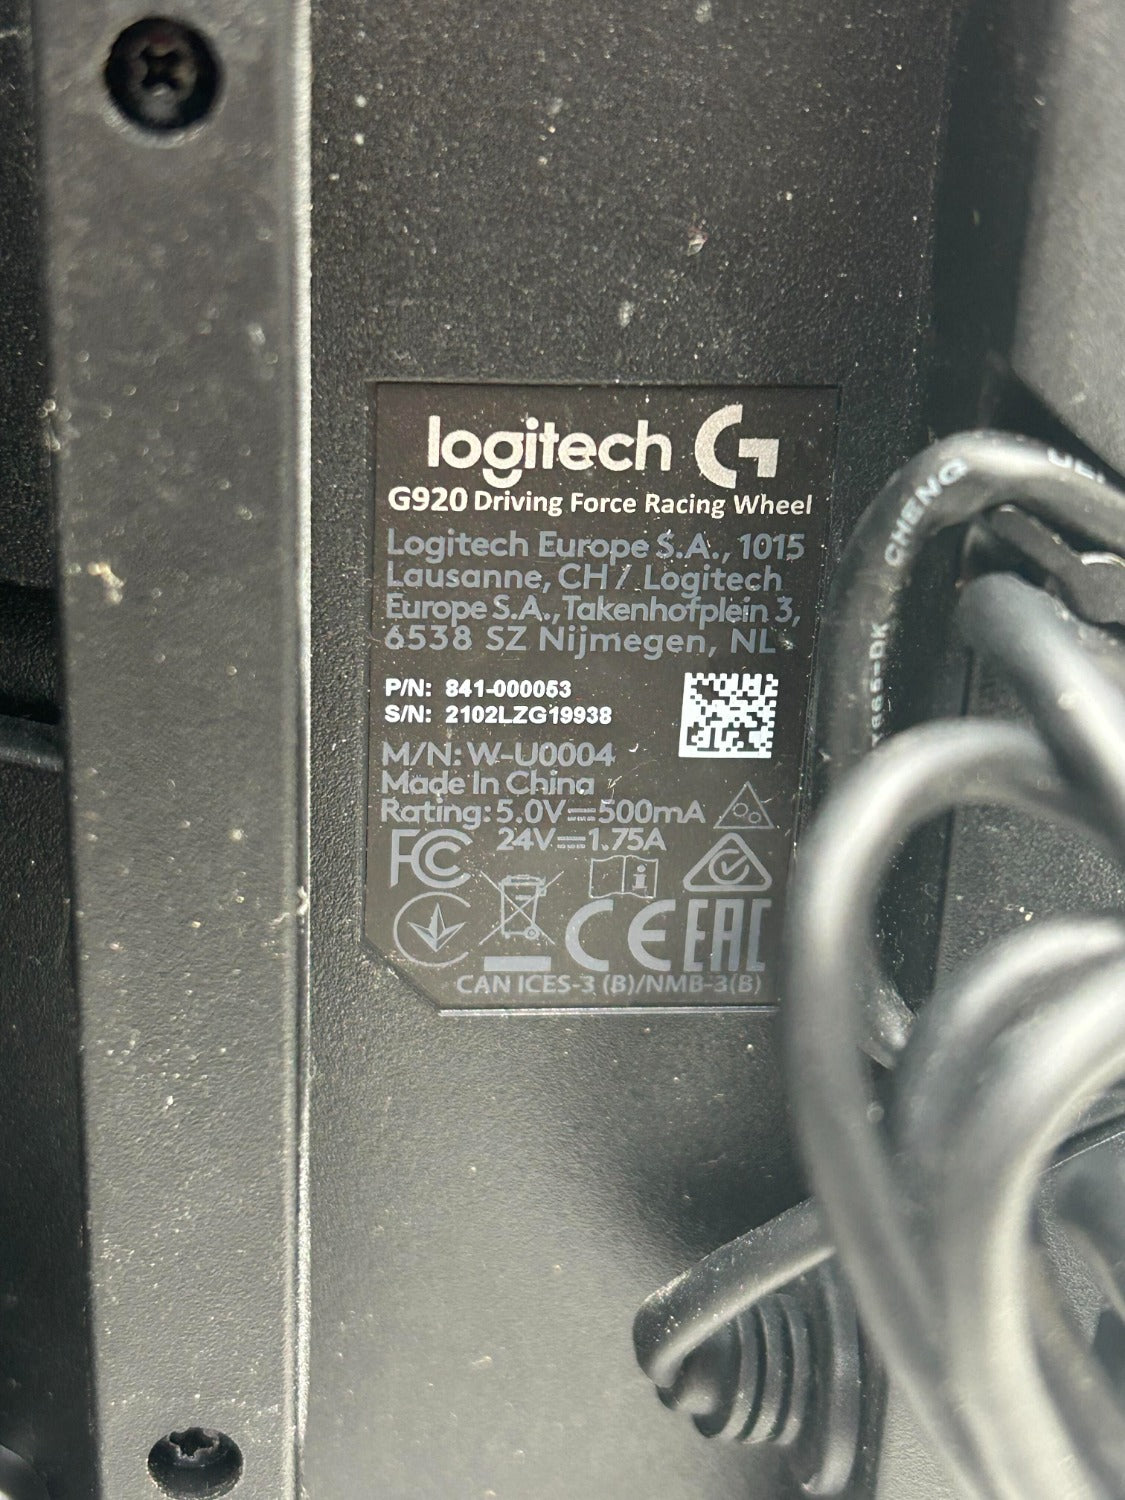 logitech G
G920 Driving Force Racing Wheel
Logitech Europe S.A., 1015
Lausanne, CH / Logitech
Europe S.A., Takenhofplein 3,
6538 SZ Nijmegen, NL
P/N: 841-000053
S/N: 2102LZG19938
M/N: W-U0004
Made In China
Rating: 5.0V⎓500mA
24V⎓1.75A
FC
CE EAC
CAN ICES-3 (B)/NMB-3(B)
CHENG